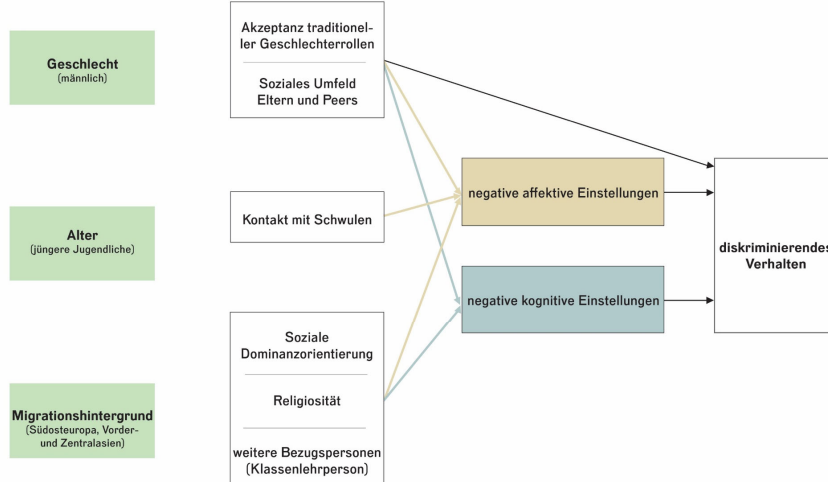 Geschlecht
(männlich)
Alter
(jüngere Jugendliche)
Migrationshintergrund
(Südosteuropa, Vorder-
und Zentralasien)
Akzeptanz traditionel-
ler Geschlechterrollen
Soziales Umfeld
Eltern und Peers
Kontakt mit Schwulen
Soziale
Dominanzorientierung
Religiosität
weitere Bezugspersonen
(Klassenlehrperson)
negative affektive Einstellungen
negative kognitive Einstellungen
diskriminierendes
Verhalten